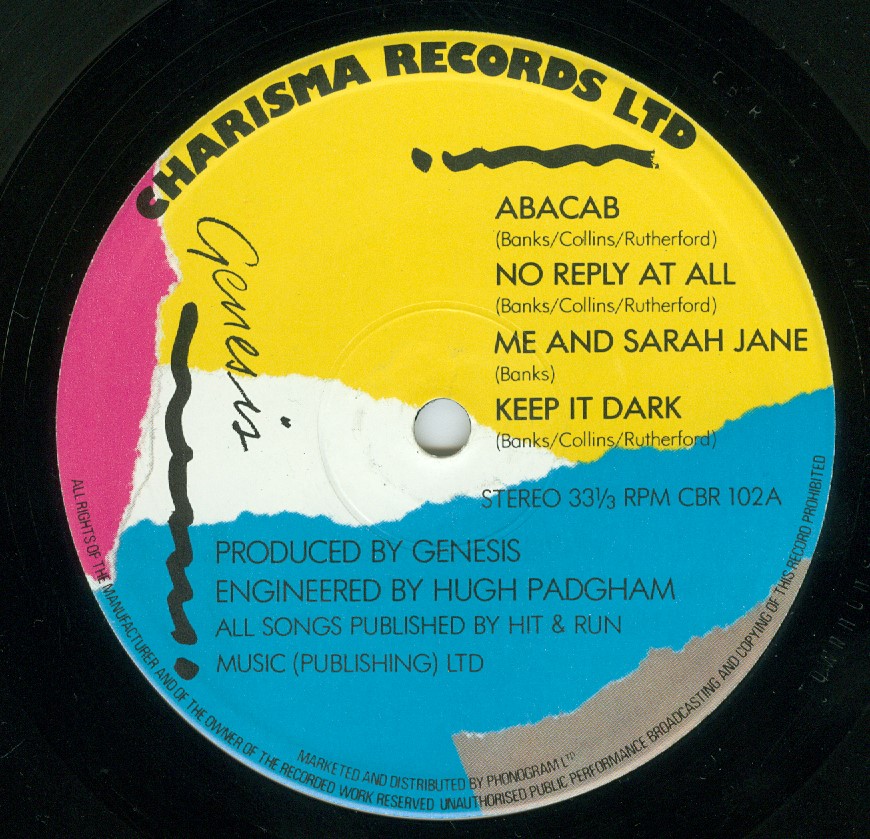 CHARISMA RECORDS LTD
Genesis
ABACAB
(Banks/Collins/Rutherford)
NO REPLY AT ALL
(Banks/Collins/Rutherford)
ME AND SARAH JANE
(Banks)
KEEP IT DARK
(Banks/Collins/Rutherford)
STEREO 33⅓ RPM CBR 102A
PRODUCED BY GENESIS
ENGINEERED BY HUGH PADGHAM
ALL SONGS PUBLISHED BY HIT & RUN
MUSIC (PUBLISHING) LTD
MARKETED AND DISTRIBUTED BY PHONOGRAM LTD
ALL RIGHTS OF THE MANUFACTURER AND OF THE OWNER OF THE RECORDED WORK RESERVED UNAUTHORISED PUBLIC PERFORMANCE BROADCASTING AND COPYING OF THIS RECORD PROHIBITED